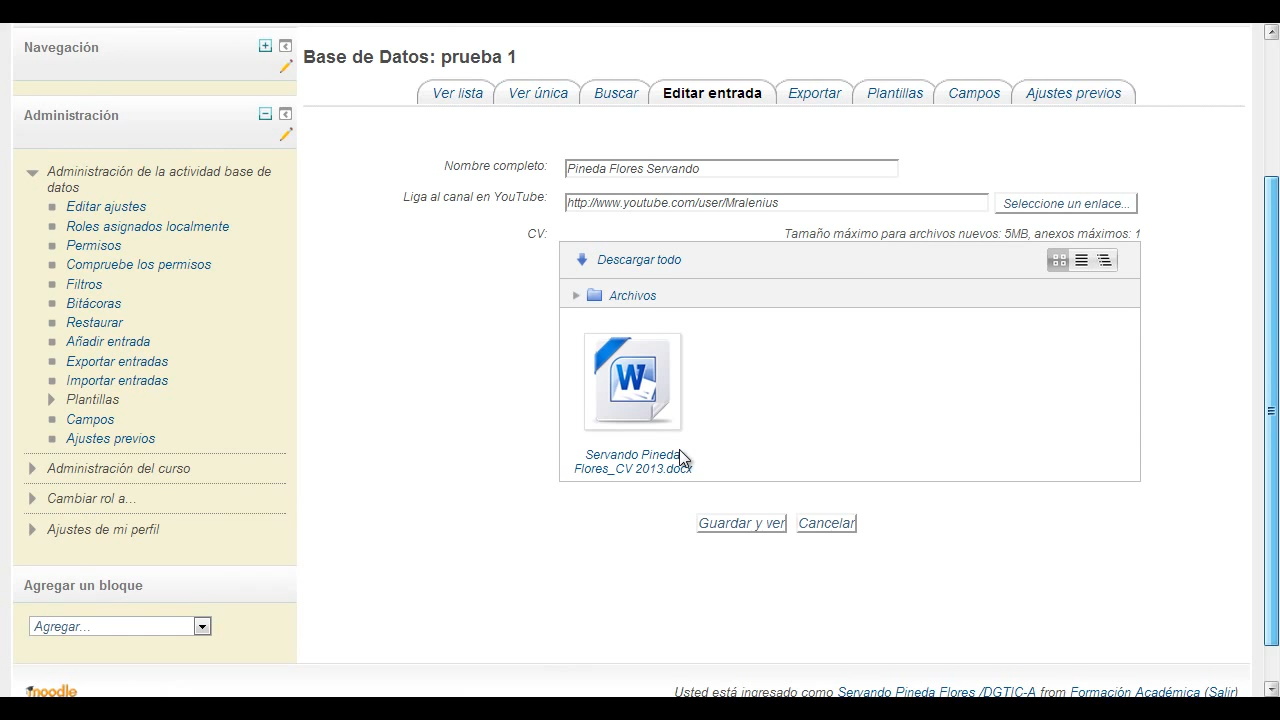 Navegación
Administración
Administración de la actividad base de
datos
Editar ajustes
Roles asignados localmente
Permisos
Compruebe los permisos
Filtros
Bitácoras
Restaurar
Añadir entrada
Exportar entradas
Importar entradas
Plantillas
Campos
Ajustes previos
Administración del curso
Cambiar rol a...
Ajustes de mi perfil
Agregar un bloque
Agregar...
Base de Datos: prueba 1
Ver lista Ver única Buscar Editar entrada Exportar Plantillas Campos Ajustes previos
Nombre completo: Pineda Flores Servando
Liga al canal en YouTube: http://www.youtube.com/user/Mralenius Seleccione un enlace...
CV: Tamaño máximo para archivos nuevos: 5MB, anexos máximos: 1
Descargar todo
Archivos
W
Servando Pineda
Flores_CV 2013.docx
Guardar y ver Cancelar
moodle
Usted está ingresado como Servando Pineda Flores /DGTIC-A from Formación Académica (Salir)